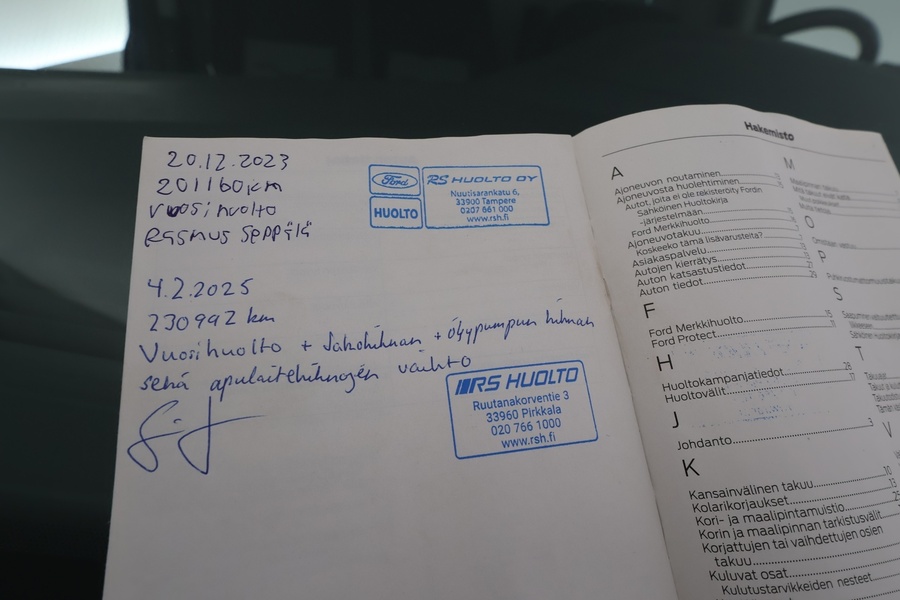 20.12.2023
201160km
vuosihuolto
Rasmus Seppälä
Ford
HUOLTO
RS HUOLTO OY
Nuutisarankatu 6,
33900 Tampere
0207 661 000
www.rsh.fi
4.2.2025
230992 km
Vuosihuolto + Jakohihnan + öljypumpun hihnan
sekä apulaitehihnojen vaihto
RS HUOLTO
Ruutanakorventie 3
33960 Pirkkala
020 766 1000
www.rsh.fi
Hakemisto
A
Ajoneuvon noutaminen
Ajoneuvosta huolehtiminen
Autot, joita ei ole rekisteröity Fordin
Sähköinen Huoltokirja
-järjestelmään
Ford Merkkihuolto
Ajoneuvotakuu
Koskeeko tämä lisävarusteita?
Asiakaspalvelu
Autojen kierrätys
Auton katsastustiedot
Auton tiedot
F
Ford Merkkihuolto
Ford Protect
H
Huoltokampanjatiedot
Huoltovälit
J
Johdanto 3
K
Kansainvälinen takuu
Kolarikorjaukset
Kori- ja maalipintamuistio
Korin ja maalipinnan tarkistusvälit
Korjattujen tai vaihdettujen osien
takuu
Kuluvat osat
Kulutustarvikkeiden nesteet
M
O
P
S
T
V